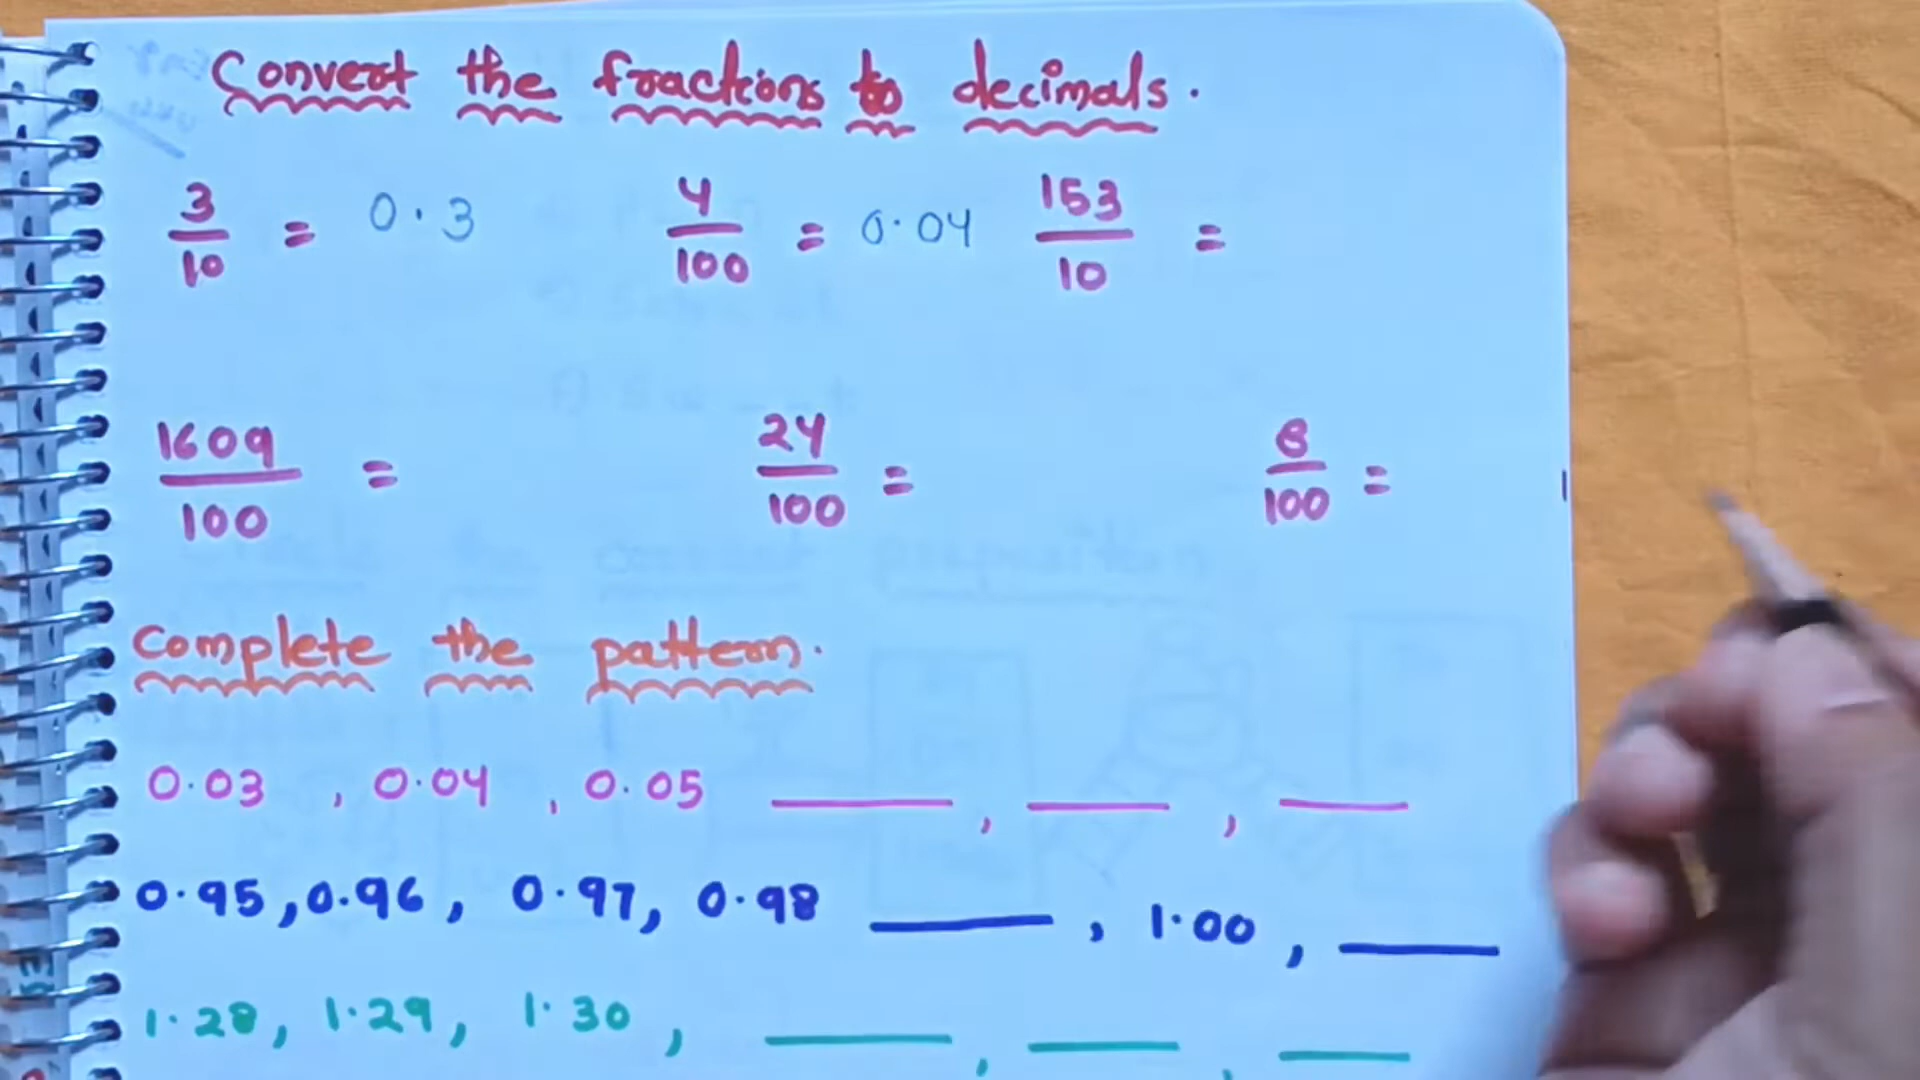 Convert the fractions to decimals.
3/10 = 0.3 4/100 = 0.04 153/10 =
1609/100 = 24/100 = 8/100 =
Complete the pattern.
0.03 , 0.04 , 0.05 ____ , ____ , ____
0.95, 0.96, 0.97, 0.98 ____ , 1.00 , ____
1.28, 1.29, 1.30 , ____ , ____ , ____